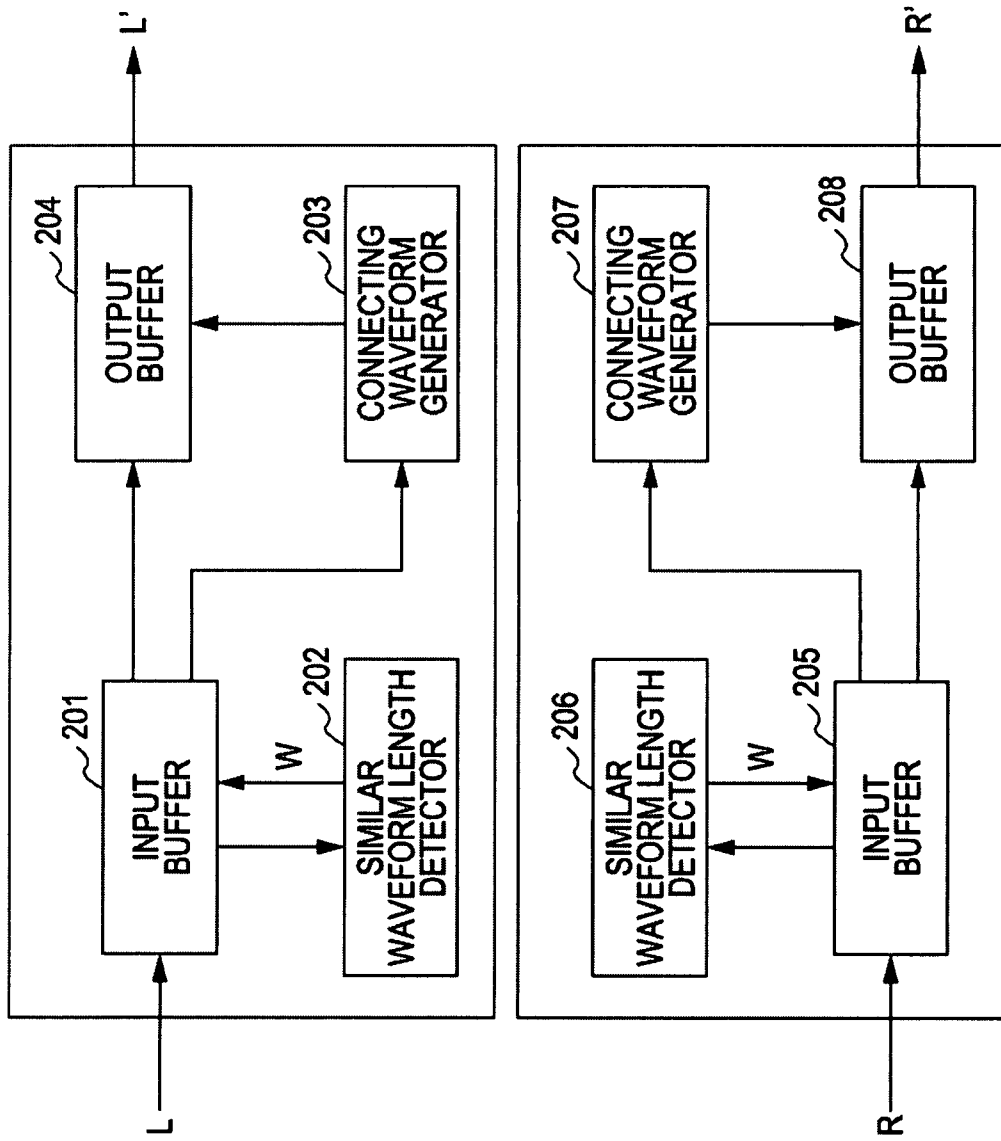 L
201
INPUT
BUFFER
W
202
SIMILAR
WAVEFORM LENGTH
DETECTOR
204
OUTPUT
BUFFER
203
CONNECTING
WAVEFORM
GENERATOR
L'
R
206
SIMILAR
WAVEFORM LENGTH
DETECTOR
W
205
INPUT
BUFFER
207
CONNECTING
WAVEFORM
GENERATOR
208
OUTPUT
BUFFER
R'